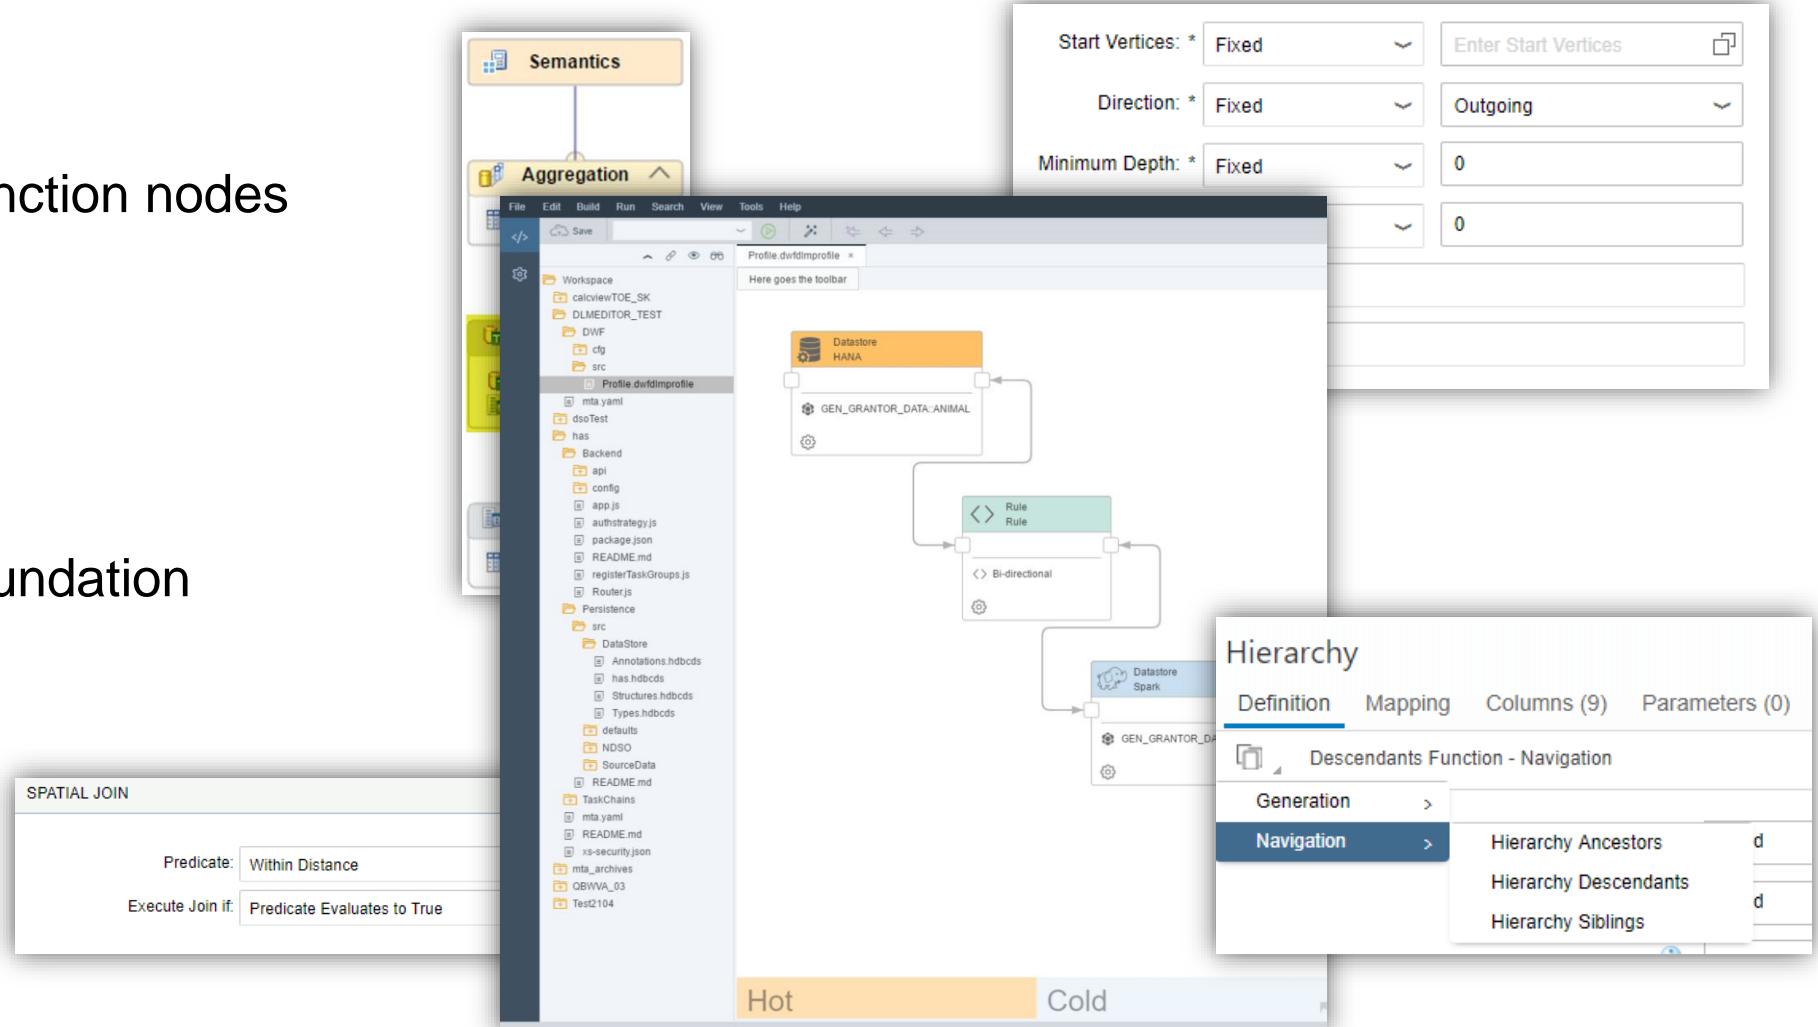 nction nodes
undation
Semantics
Aggregation
Start Vertices: * Fixed Enter Start Vertices
Direction: * Fixed Outgoing
Minimum Depth: * Fixed 0
0
File Edit Build Run Search View Tools Help
Save
Profile.dwfdlmprofile ×
Here goes the toolbar
Workspace
calcviewTOE_SK
DLMEDITOR_TEST
DWF
cfg
src
Profile.dwfdlmprofile
mta.yaml
dsoTest
has
Backend
api
config
app.js
authstrategy.js
package.json
README.md
registerTaskGroups.js
Router.js
Persistence
src
DataStore
Annotations.hdbcds
has.hdbcds
Structures.hdbcds
Types.hdbcds
defaults
NDSO
SourceData
README.md
TaskChains
mta.yaml
README.md
xs-security.json
mta_archives
QBWVA_03
Test2104
Datastore
HANA
GEN_GRANTOR_DATA::ANIMAL
Rule
Rule
Bi-directional
Datastore
Spark
GEN_GRANTOR_DA
Hot Cold
SPATIAL JOIN
Predicate: Within Distance
Execute Join if: Predicate Evaluates to True
Hierarchy
Definition Mapping Columns (9) Parameters (0)
Descendants Function - Navigation
Generation >
Navigation >
Hierarchy Ancestors
Hierarchy Descendants
Hierarchy Siblings
d
d